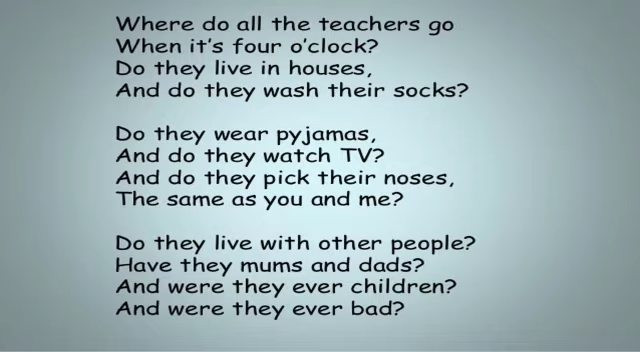 Where do all the teachers go
When it's four o'clock?
Do they live in houses,
And do they wash their socks?
Do they wear pyjamas,
And do they watch TV?
And do they pick their noses,
The same as you and me?
Do they live with other people?
Have they mums and dads?
And were they ever children?
And were they ever bad?